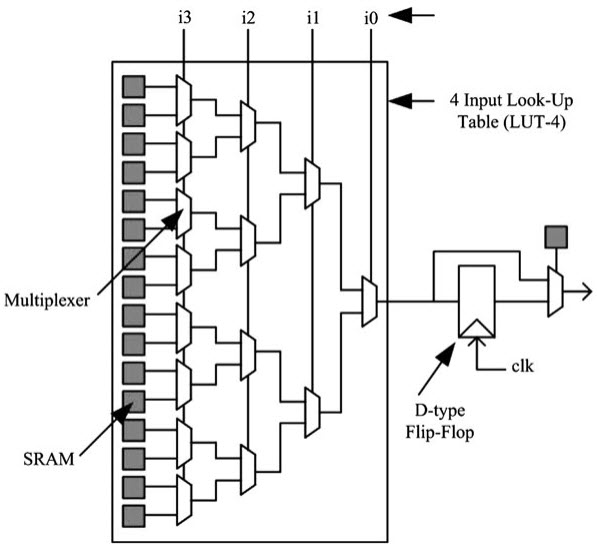 i3 i2 i1 i0
4 Input Look-Up
Table (LUT-4)
Multiplexer
clk
D-type
Flip-Flop
SRAM